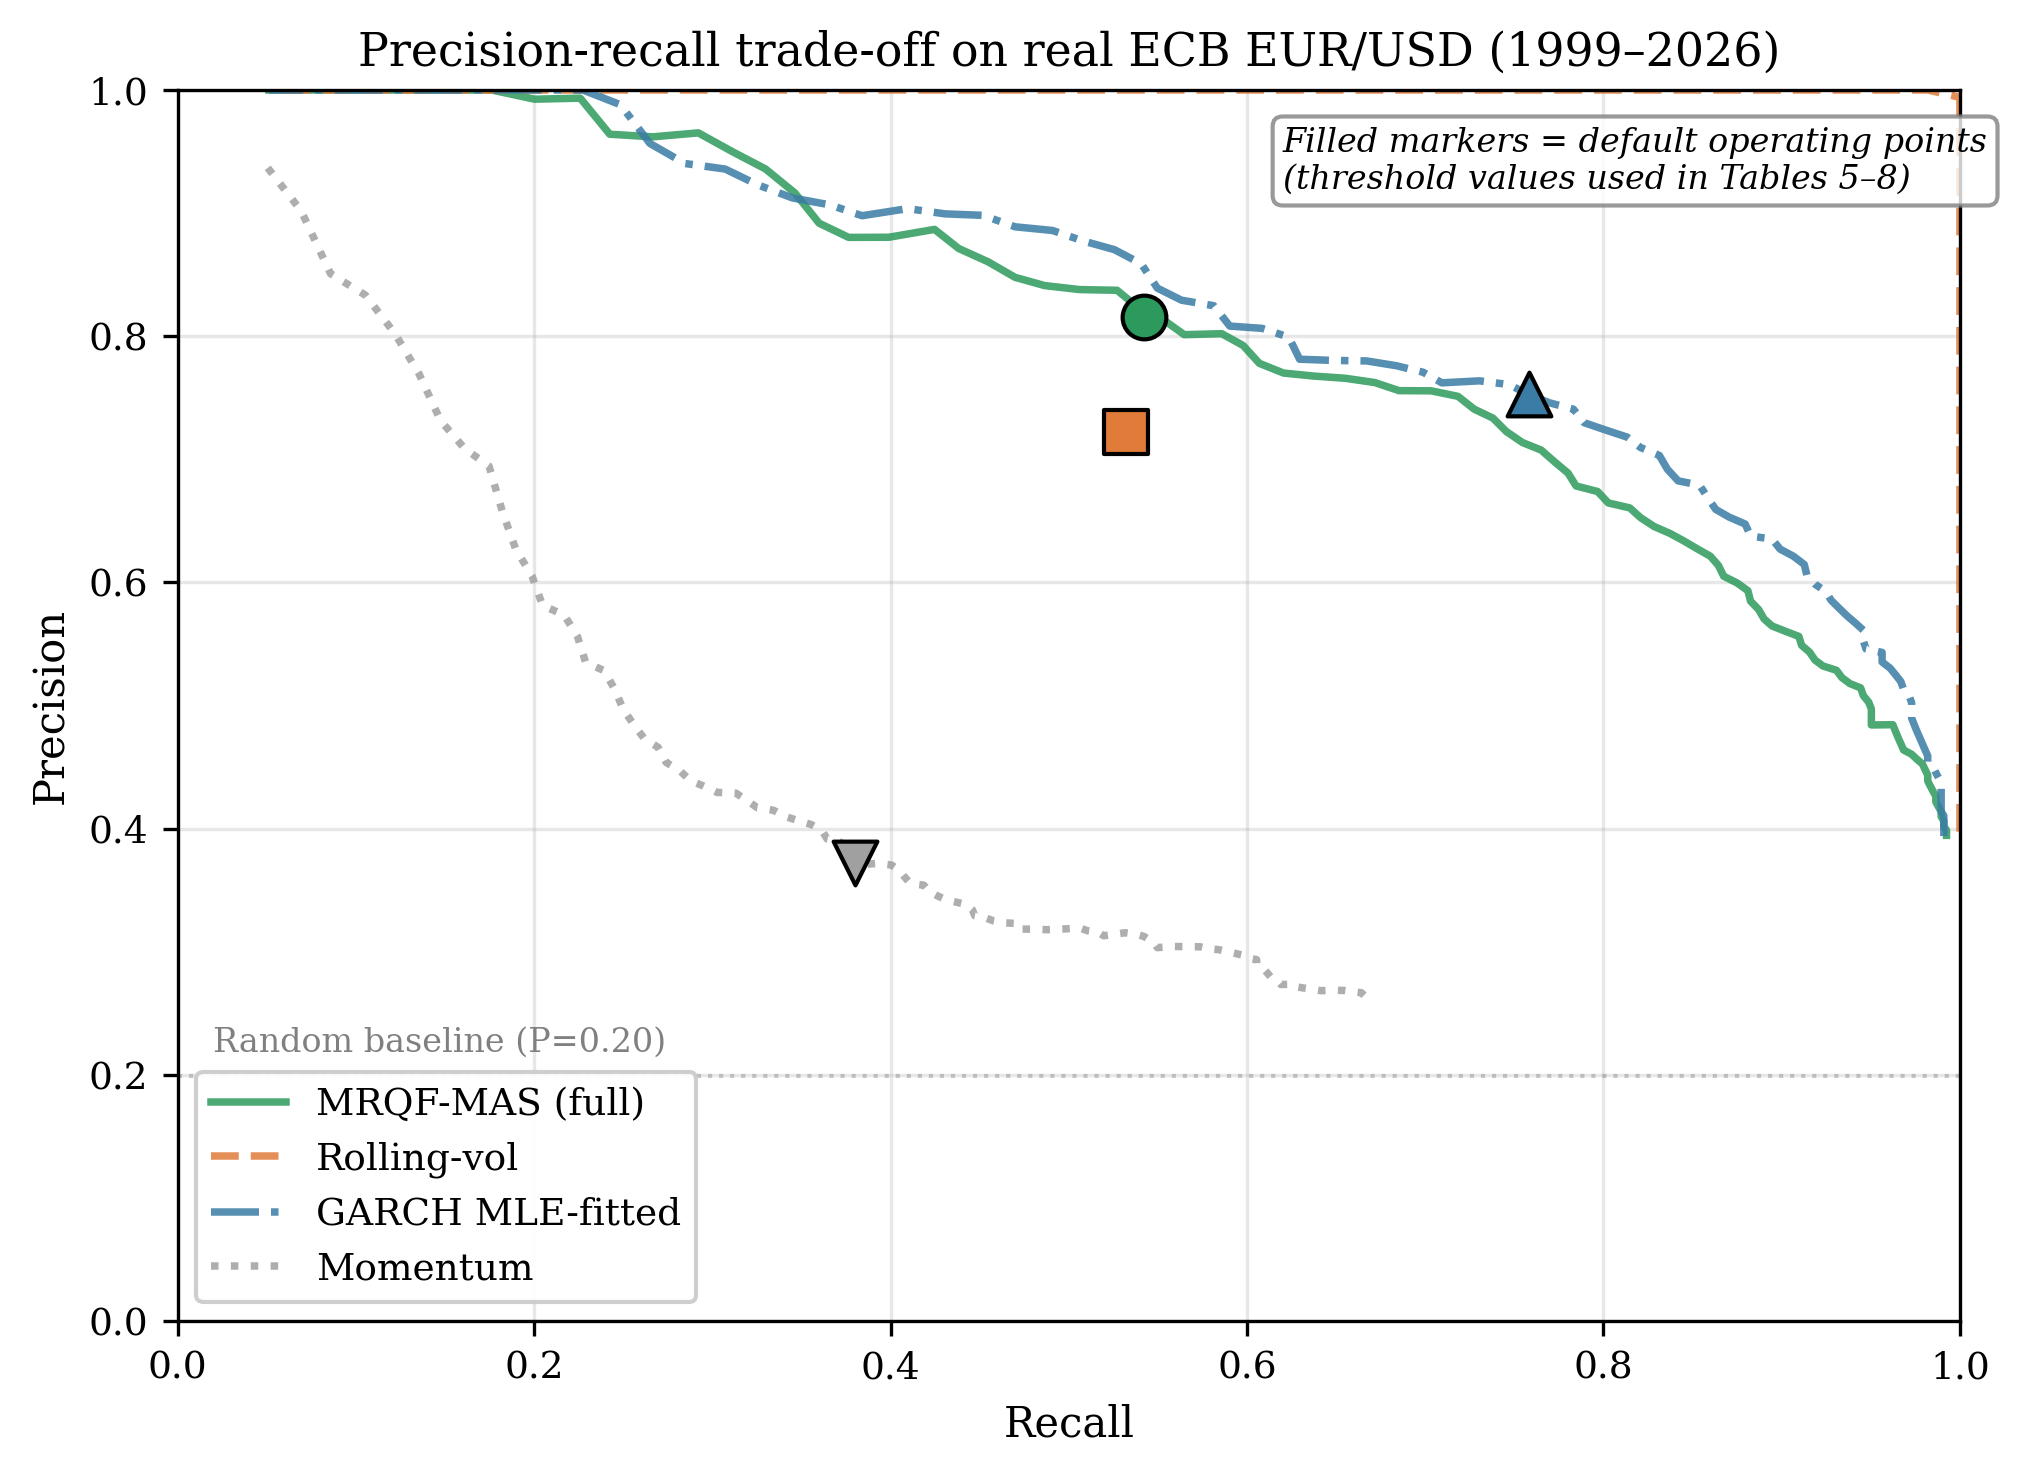 Precision-recall trade-off on real ECB EUR/USD (1999–2026)
1.0
0.8
0.6
0.4
0.2
0.0
Precision
Filled markers = default operating points
(threshold values used in Tables 5–8)
Random baseline (P=0.20)
MRQF-MAS (full)
Rolling-vol
GARCH MLE-fitted
Momentum
0.0 0.2 0.4 0.6 0.8 1.0
Recall